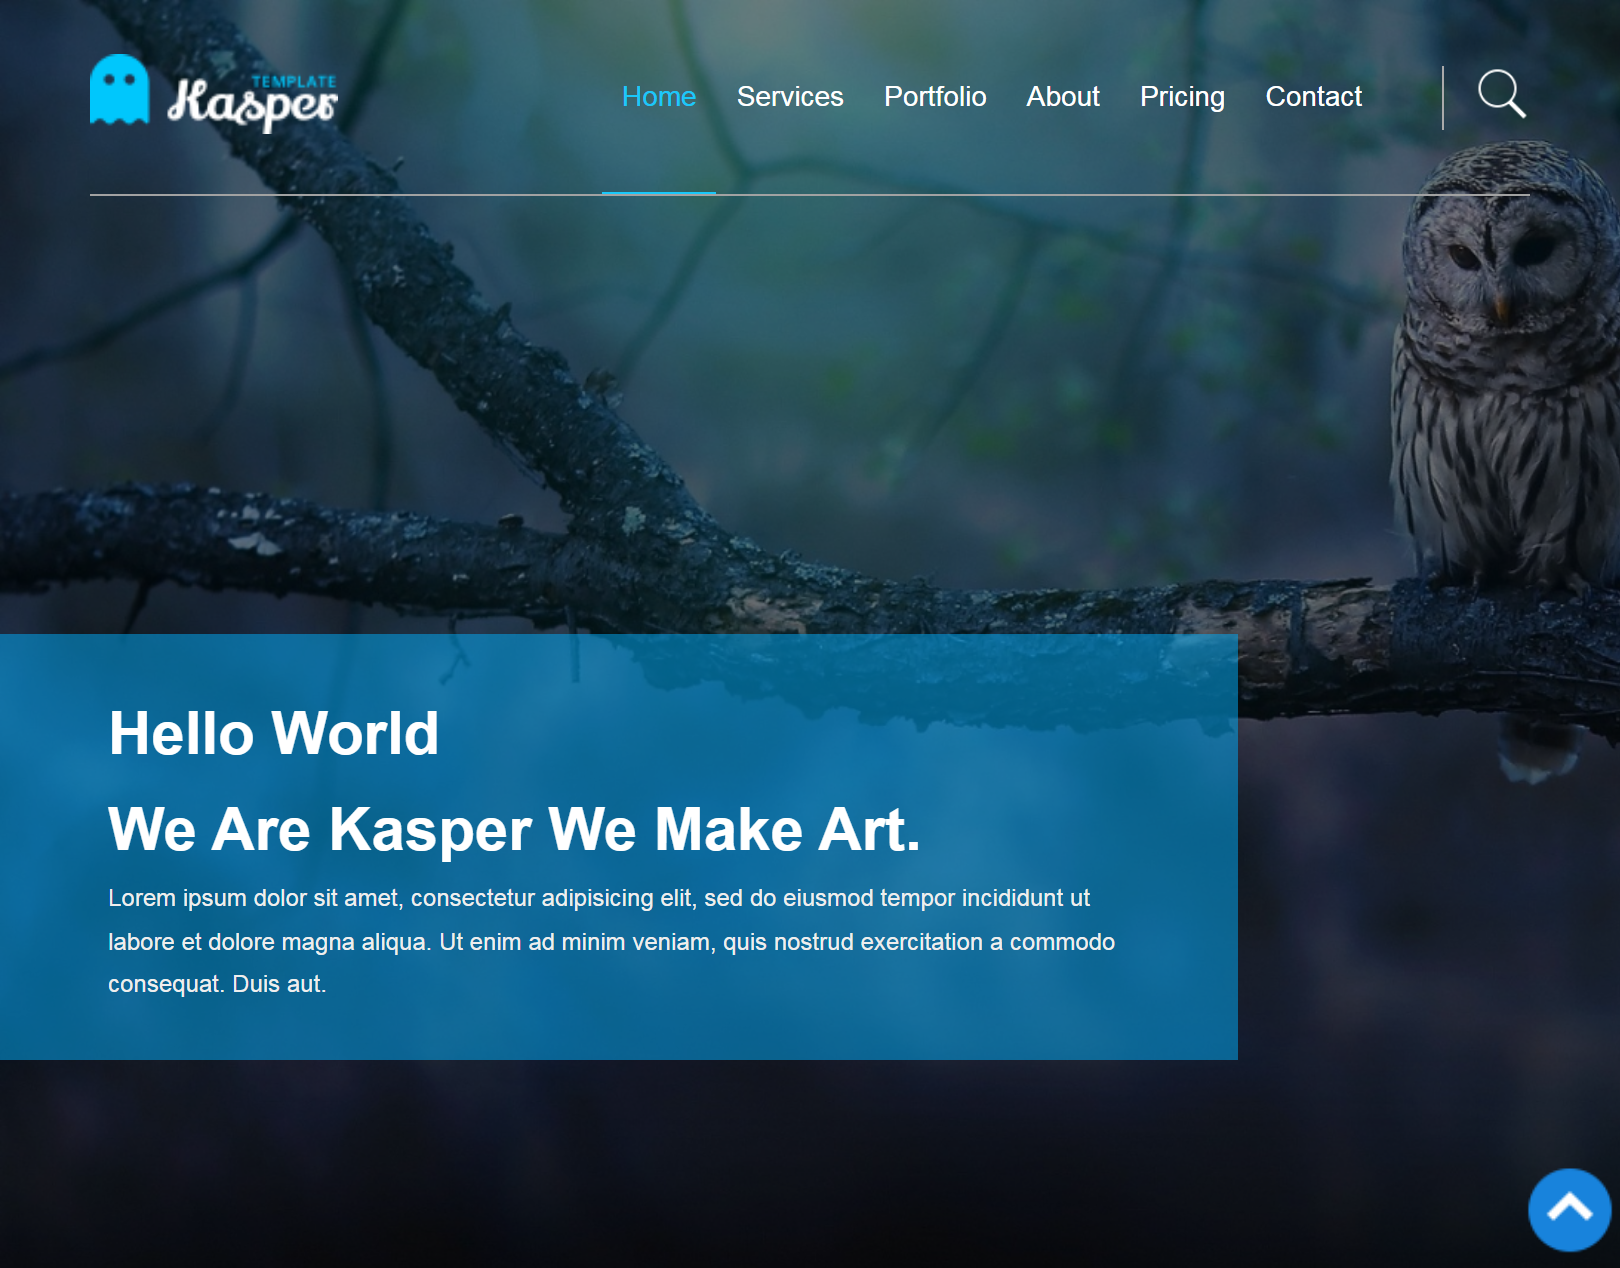 TEMPLATE
Kasper
Home Services Portfolio About Pricing Contact
Hello World
We Are Kasper We Make Art.
Lorem ipsum dolor sit amet, consectetur adipisicing elit, sed do eiusmod tempor incididunt ut
labore et dolore magna aliqua. Ut enim ad minim veniam, quis nostrud exercitation a commodo
consequat. Duis aut.